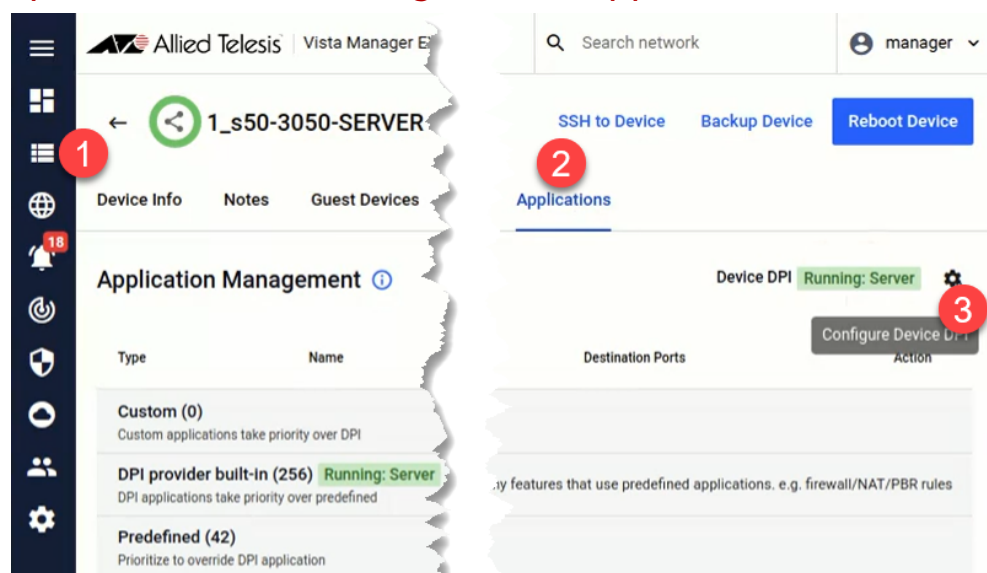 Allied Telesis
Vista Manager E
Search network
manager
1_s50-3050-SERVER
SSH to Device
Backup Device
Reboot Device
1
2
Device Info
Notes
Guest Devices
Applications
18
Application Management
Device DPI
Running: Server
3
Configure Device DPI
Type
Name
Destination Ports
Action
Custom (0)
Custom applications take priority over DPI
DPI provider built-in (256)
Running: Server
DPI applications take priority over predefined
features that use predefined applications. e.g. firewall/NAT/PBR rules
Predefined (42)
Prioritize to override DPI application